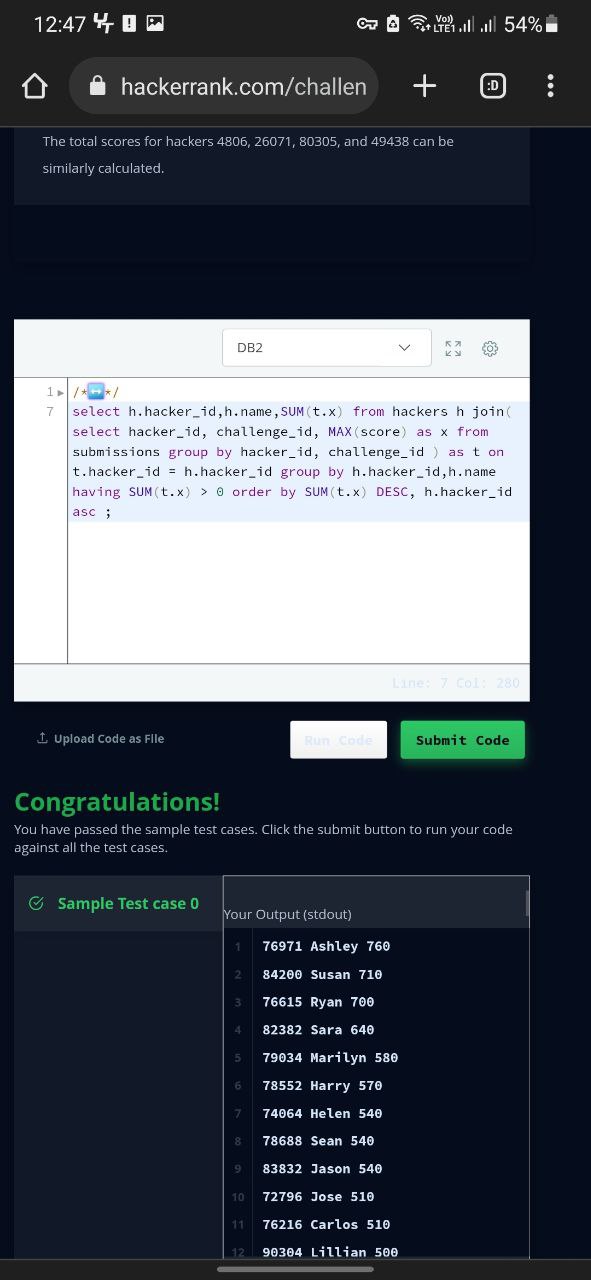 12:47
Vo))
LTE1
54%
hackerrank.com/challen
:D
The total scores for hackers 4806, 26071, 80305, and 49438 can be
similarly calculated.
DB2
1 /*↔*/
7 select h.hacker_id,h.name,SUM(t.x) from hackers h join(
select hacker_id, challenge_id, MAX(score) as x from
submissions group by hacker_id, challenge_id ) as t on
t.hacker_id = h.hacker_id group by h.hacker_id,h.name
having SUM(t.x) > 0 order by SUM(t.x) DESC, h.hacker_id
asc ;
Line: 7 Col: 280
Upload Code as File
Run Code
Submit Code
Congratulations!
You have passed the sample test cases. Click the submit button to run your code
against all the test cases.
Sample Test case 0
Your Output (stdout)
1 76971 Ashley 760
2 84200 Susan 710
3 76615 Ryan 700
4 82382 Sara 640
5 79034 Marilyn 580
6 78552 Harry 570
7 74064 Helen 540
8 78688 Sean 540
9 83832 Jason 540
10 72796 Jose 510
11 76216 Carlos 510
12 90304 Lillian 500